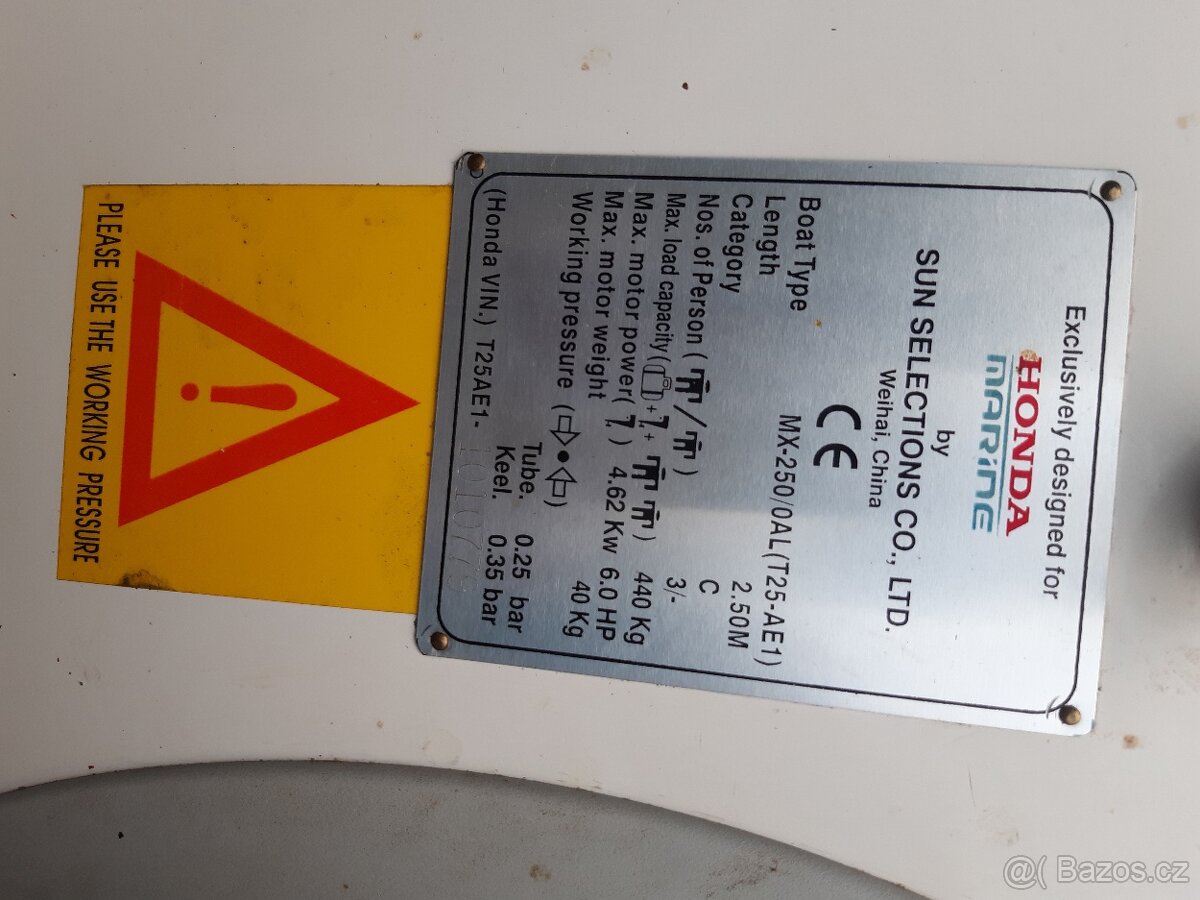 Exclusively designed for
HONDA
MARINE
by
SUN SELECTIONS CO., LTD.
Weihai, China
CE
Boat Type MX-250/0AL(T25-AE1)
Length 2.50M
Category C
Nos. of Person ( / ) 3/-
Max. load capacity ( + + ) 440 Kg
Max. motor power( ) 4.62 Kw 6.0 HP
Max. motor weight 40 Kg
Working pressure ( )
Tube. 0.25 bar
Keel. 0.35 bar
(Honda VIN.) T25AE1-
PLEASE USE THE WORKING PRESSURE
@( Bazos.cz